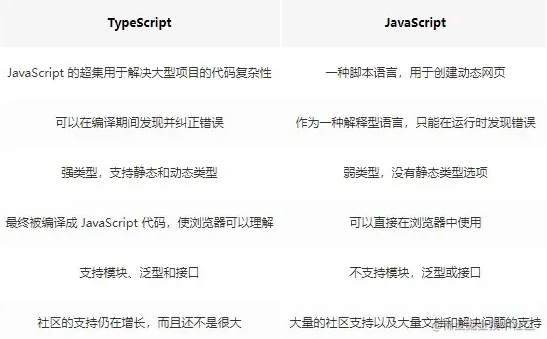 TypeScript JavaScript
JavaScript 的超集用于解决大型项目的代码复杂性 一种脚本语言，用于创建动态网页
可以在编译期间发现并纠正错误 作为一种解释型语言，只能在运行时发现错误
强类型，支持静态和动态类型 弱类型，没有静态类型选项
最终被编译成 JavaScript 代码，使浏览器可以理解 可以直接在浏览器中使用
支持模块、泛型和接口 不支持模块，泛型或接口
社区的支持仍在增长，而且还不是很大 大量的社区支持以及大量文档和解决问题的支持